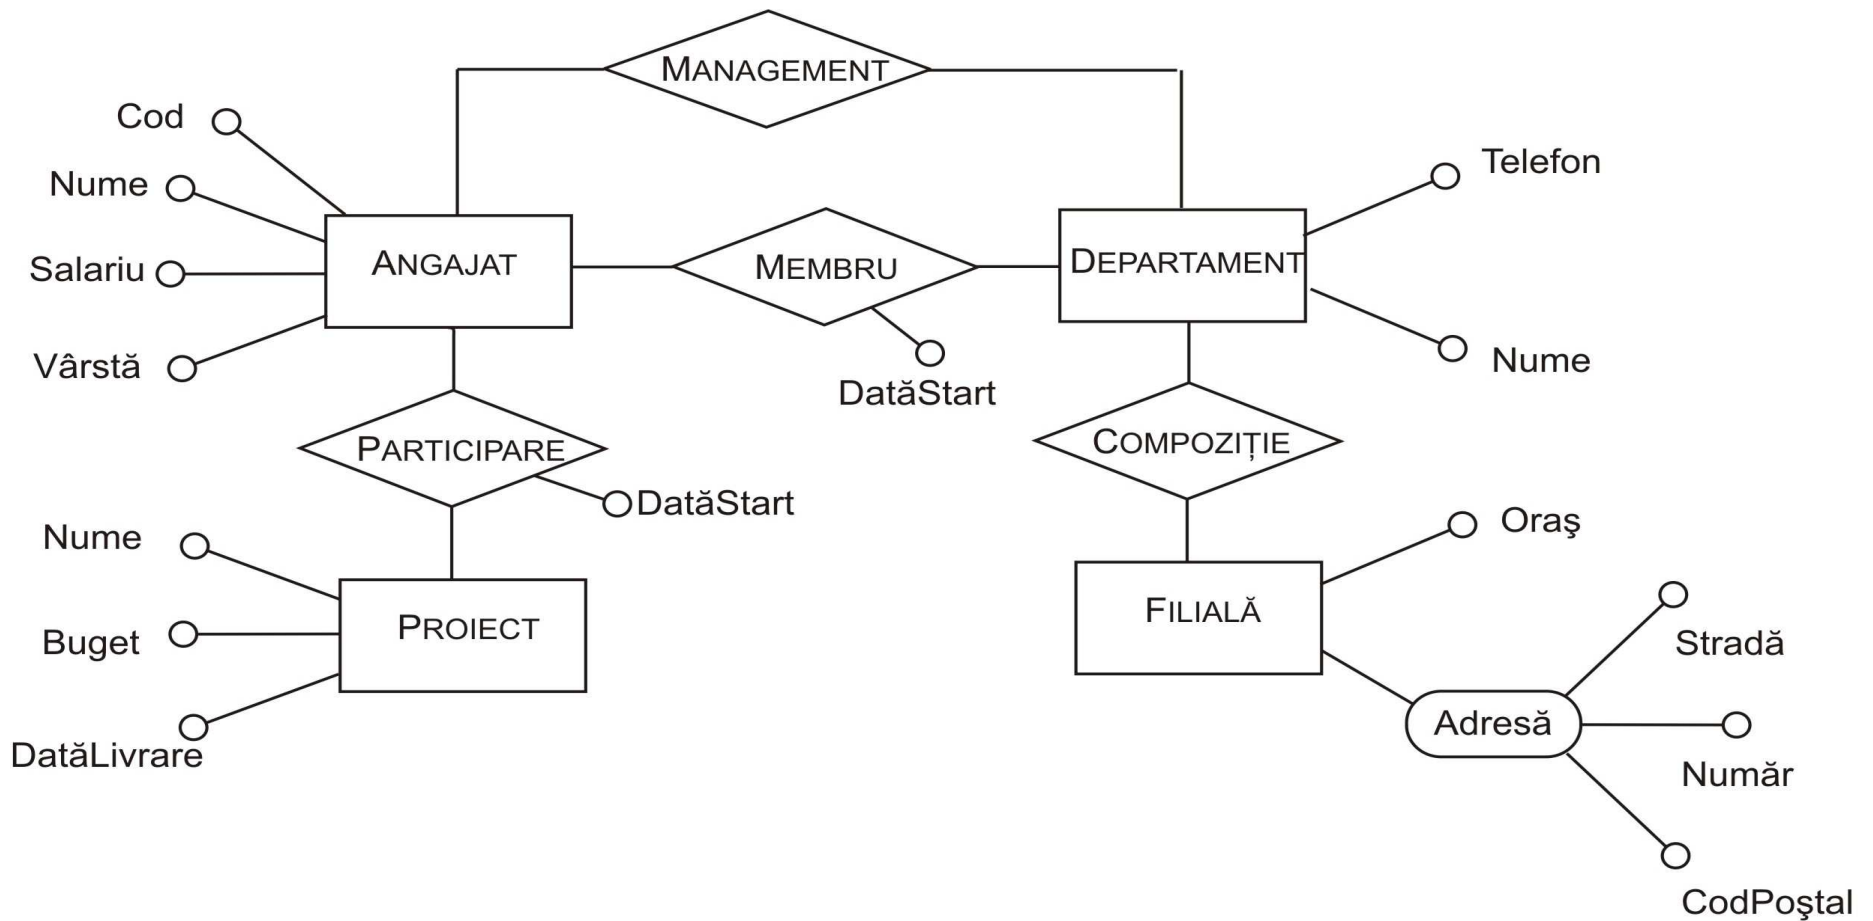 MANAGEMENT
Cod
Nume
Salariu
Vârstă
ANGAJAT
MEMBRU
DatăStart
DEPARTAMENT
Telefon
Nume
PARTICIPARE
DatăStart
COMPOZIȚIE
Nume
Buget
DatăLivrare
PROIECT
FILIALĂ
Oraş
Adresă
Stradă
Număr
CodPoştal